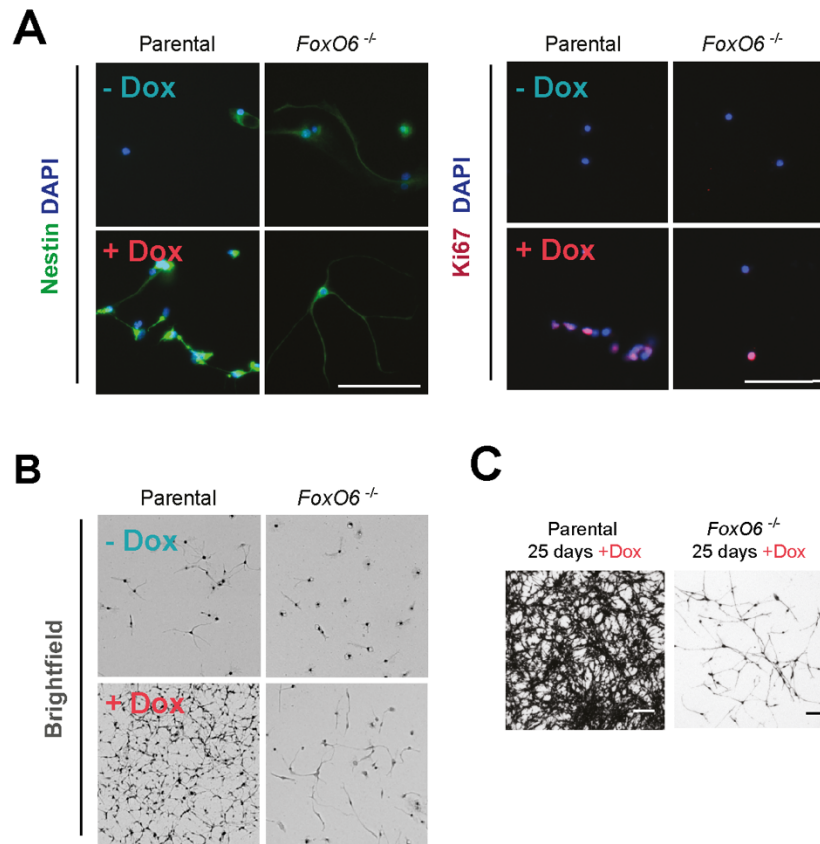 A
Parental
FoxO6 -/-
Parental
FoxO6 -/-
Nestin DAPI
- Dox
+ Dox
Ki67 DAPI
- Dox
+ Dox
B
Parental
FoxO6 -/-
Brightfield
- Dox
+ Dox
C
Parental
25 days +Dox
FoxO6 -/-
25 days +Dox